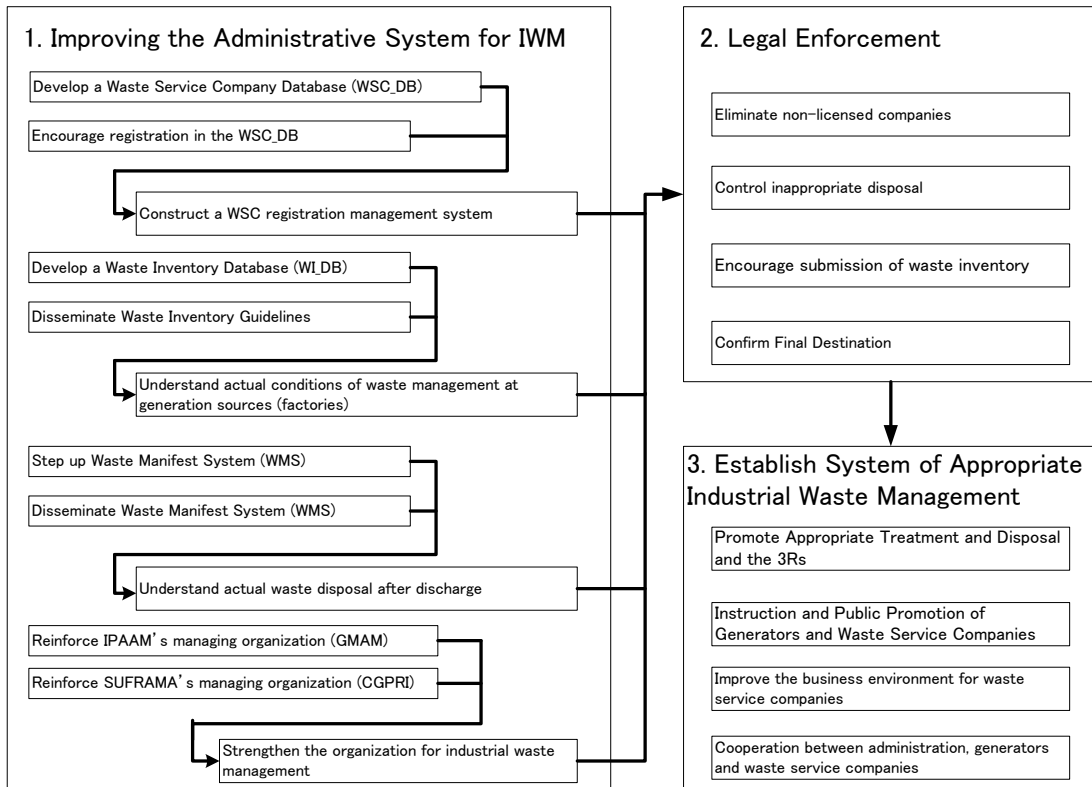 1. Improving the Administrative System for IWM
Develop a Waste Service Company Database (WSC_DB)
Encourage registration in the WSC_DB
Construct a WSC registration management system
Develop a Waste Inventory Database (WI_DB)
Disseminate Waste Inventory Guidelines
Understand actual conditions of waste management at
generation sources (factories)
Step up Waste Manifest System (WMS)
Disseminate Waste Manifest System (WMS)
Understand actual waste disposal after discharge
Reinforce IPAAM's managing organization (GMAM)
Reinforce SUFRAMA's managing organization (CGPRI)
Strengthen the organization for industrial waste
management
2. Legal Enforcement
Eliminate non-licensed companies
Control inappropriate disposal
Encourage submission of waste inventory
Confirm Final Destination
3. Establish System of Appropriate
Industrial Waste Management
Promote Appropriate Treatment and Disposal
and the 3Rs
Instruction and Public Promotion of
Generators and Waste Service Companies
Improve the business environment for waste
service companies
Cooperation between administration, generators
and waste service companies